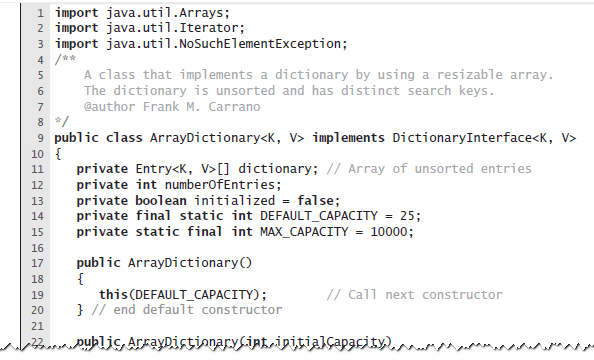 1 import java.util.Arrays;
2 import java.util.Iterator;
3 import java.util.NoSuchElementException;
4 /**
5     A class that implements a dictionary by using a resizable array.
6     The dictionary is unsorted and has distinct search keys.
7     @author Frank M. Carrano
8 */
9 public class ArrayDictionary<K, V> implements DictionaryInterface<K, V>
10 {
11    private Entry<K, V>[] dictionary; // Array of unsorted entries
12    private int numberOfEntries;
13    private boolean initialized = false;
14    private final static int DEFAULT_CAPACITY = 25;
15    private static final int MAX_CAPACITY = 10000;
16
17    public ArrayDictionary()
18    {
19       this(DEFAULT_CAPACITY);        // Call next constructor
20    } // end default constructor
21
22    public ArrayDictionary(int initialCapacity)